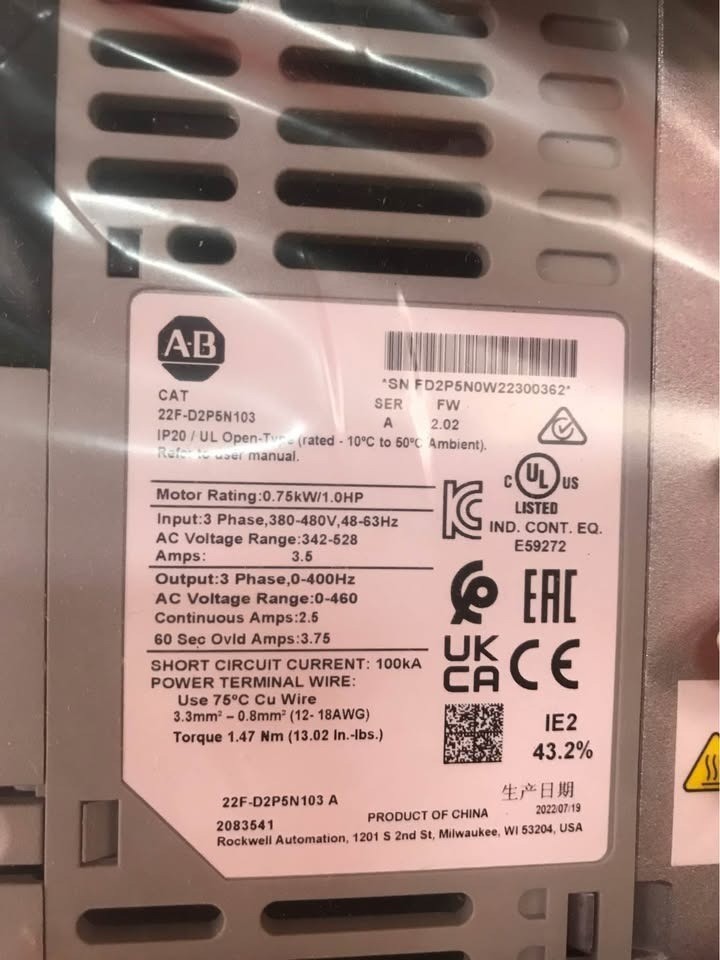 A-B
*SN FD2P5N0W22300362*
CAT
SER FW
22F-D2P5N103
A 2.02
IP20 / UL Open-Type (rated - 10°C to 50°C Ambient).
Refer to user manual.
C UL US
LISTED
IND. CONT. EQ.
E59272
Motor Rating:0.75kW/1.0HP
Input:3 Phase,380-480V,48-63Hz
AC Voltage Range:342-528
Amps: 3.5
Output:3 Phase,0-400Hz
AC Voltage Range:0-460
Continuous Amps:2.5
60 Sec Ovld Amps:3.75
EAC
UK
CA CE
SHORT CIRCUIT CURRENT: 100kA
POWER TERMINAL WIRE:
Use 75°C Cu Wire
3.3mm² – 0.8mm² (12- 18AWG)
Torque 1.47 Nm (13.02 In.-lbs.)
IE2
43.2%
22F-D2P5N103 A
生产日期
2083541
PRODUCT OF CHINA
2022/07/19
Rockwell Automation, 1201 S 2nd St, Milwaukee, WI 53204, USA